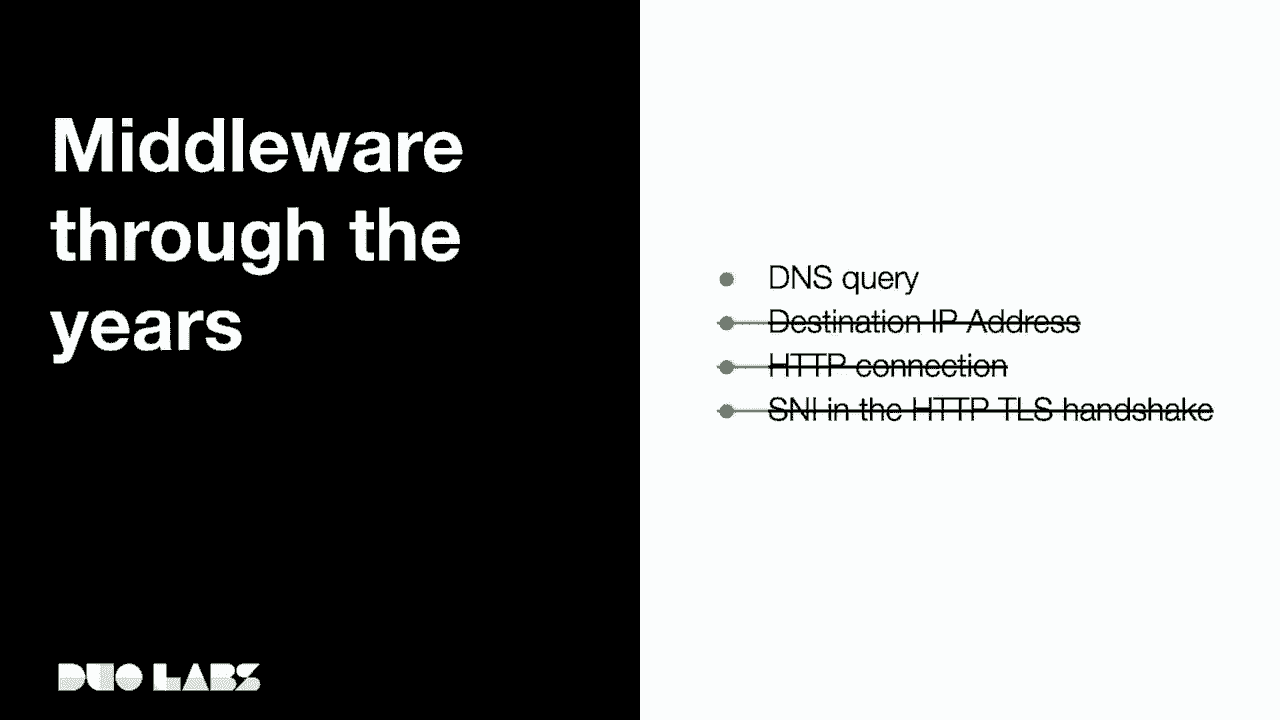 Middleware
through the
years
DNS query
Destination IP Address
HTTP connection
SNI in the HTTP TLS handshake
DUO LABS